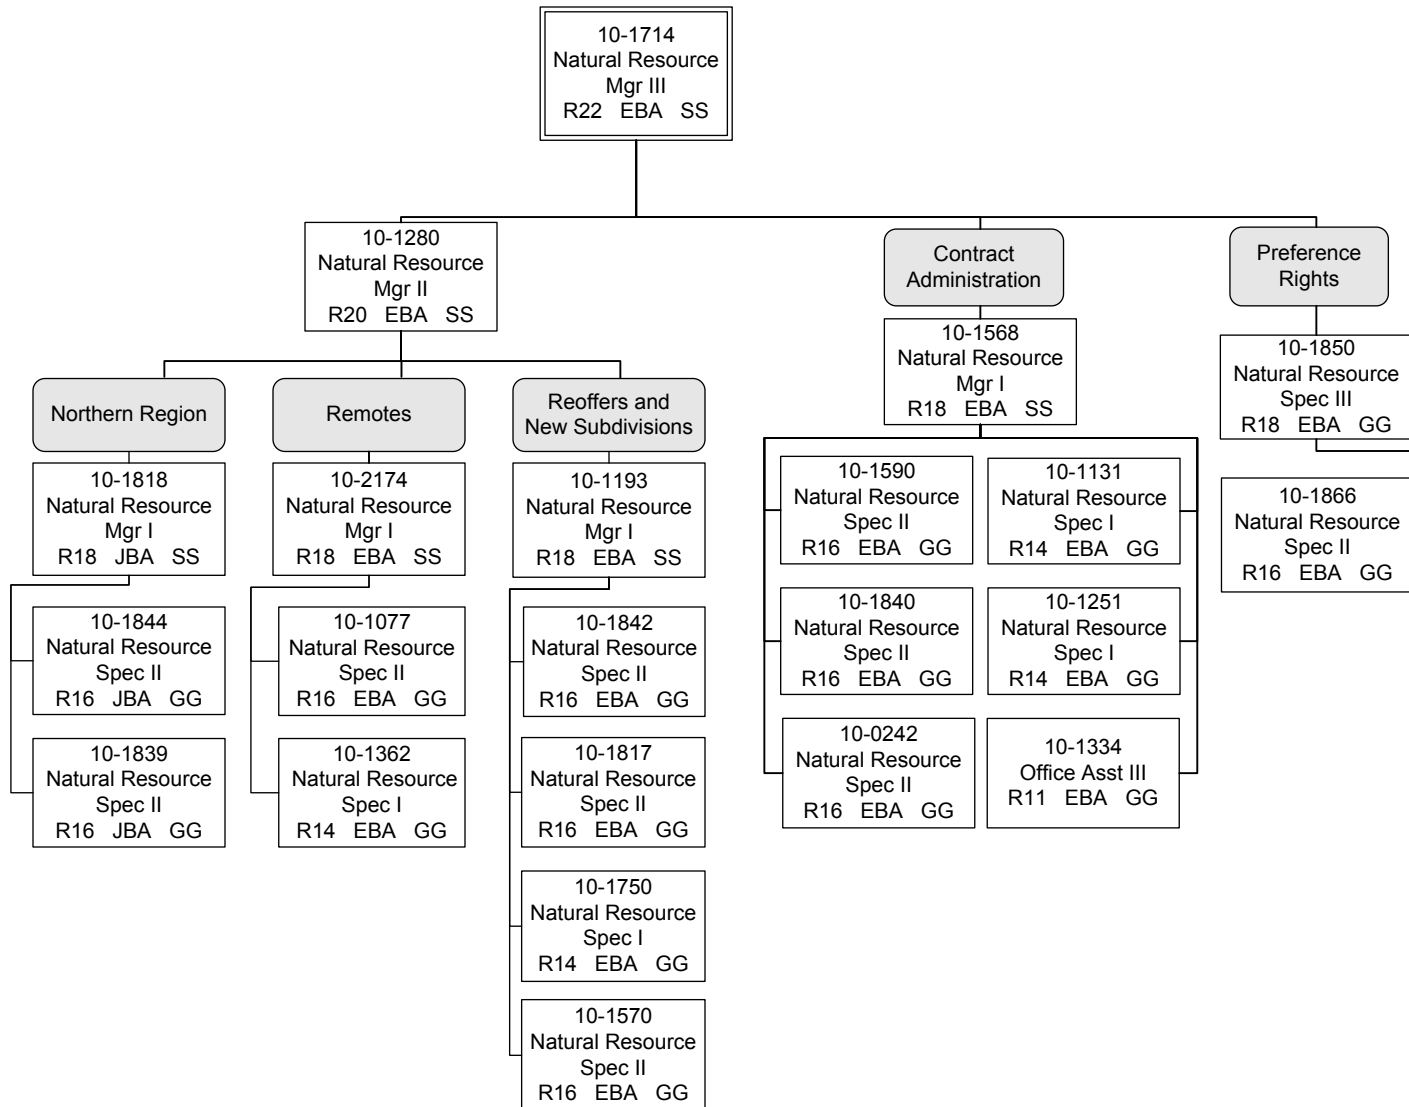 10-1714
Natural Resource
Mgr III
R22 EBA SS
10-1280
Natural Resource
Mgr II
R20 EBA SS
Contract
Administration
Preference
Rights
10-1568
Natural Resource
Mgr I
R18 EBA SS
10-1850
Natural Resource
Spec III
R18 EBA GG
Northern Region
Remotes
Reoffers and
New Subdivisions
10-1818
Natural Resource
Mgr I
R18 JBA SS
10-2174
Natural Resource
Mgr I
R18 EBA SS
10-1193
Natural Resource
Mgr I
R18 EBA SS
10-1590
Natural Resource
Spec II
R16 EBA GG
10-1131
Natural Resource
Spec I
R14 EBA GG
10-1866
Natural Resource
Spec II
R16 EBA GG
10-1844
Natural Resource
Spec II
R16 JBA GG
10-1077
Natural Resource
Spec II
R16 EBA GG
10-1842
Natural Resource
Spec II
R16 EBA GG
10-1840
Natural Resource
Spec II
R16 EBA GG
10-1251
Natural Resource
Spec I
R14 EBA GG
10-1839
Natural Resource
Spec II
R16 JBA GG
10-1362
Natural Resource
Spec I
R14 EBA GG
10-1817
Natural Resource
Spec II
R16 EBA GG
10-0242
Natural Resource
Spec II
R16 EBA GG
10-1334
Office Asst III
R11 EBA GG
10-1750
Natural Resource
Spec I
R14 EBA GG
10-1570
Natural Resource
Spec II
R16 EBA GG